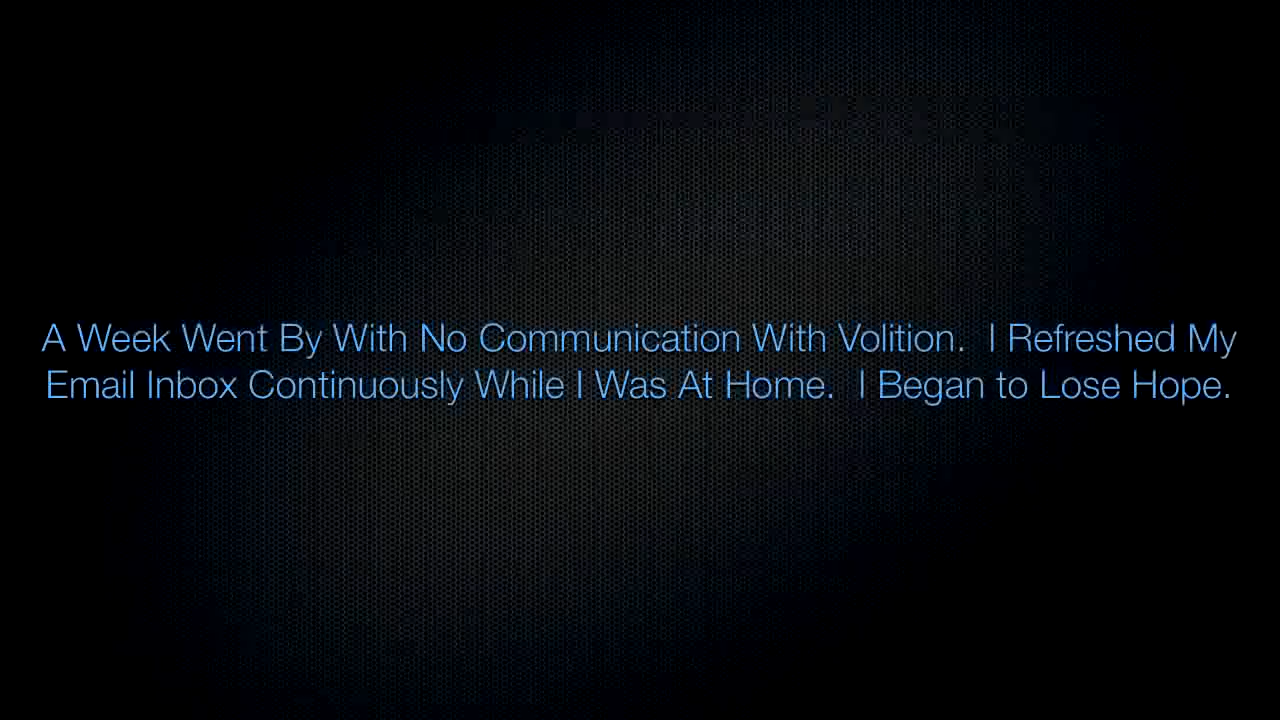 A Week Went By With No Communication With Volition.  I Refreshed My
Email Inbox Continuously While I Was At Home.  I Began to Lose Hope.